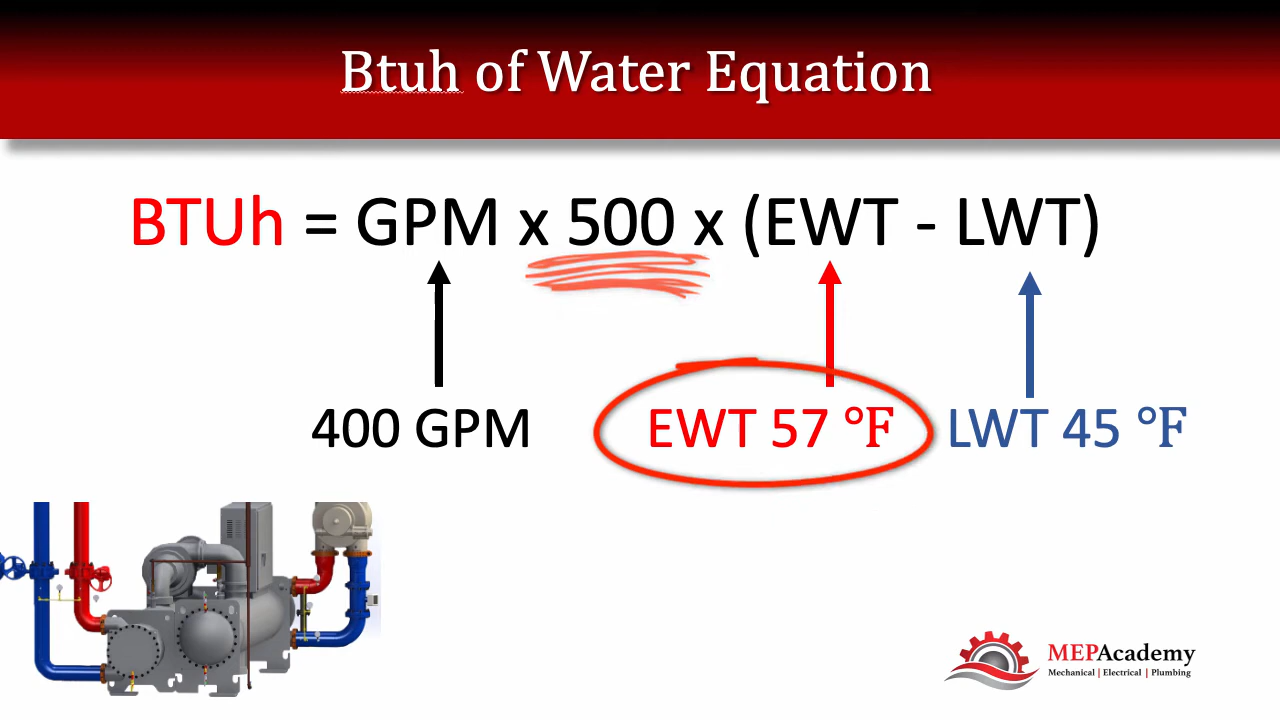 Btuh of Water Equation
BTUh = GPM x 500 x (EWT - LWT)
400 GPM
EWT 57 °F
LWT 45 °F
MEPAcademy
Mechanical | Electrical | Plumbing